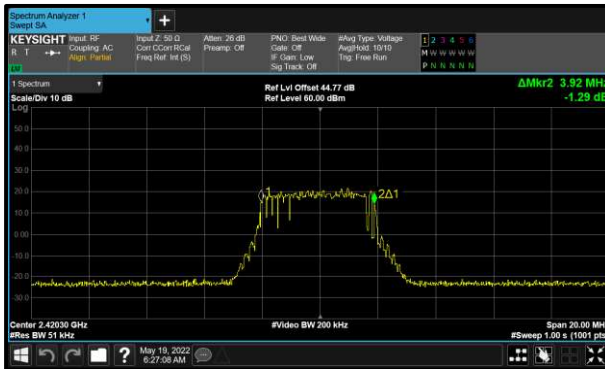 Spectrum Analyzer 1
Swept SA
+
KEYSIGHT Input: RF Input Z: 50 Ω Atten: 26 dB PNO: Best Wide #Avg Type: Voltage 1 2 3 4 5 6
R T Coupling: AC Corr CCorr RCal Preamp: Off Gate: Off Avg|Hold: 10/10 M W W W W W
Align: Partial Freq Ref: Int (S) IF Gain: Low Trig: Free Run P N N N N N
LW Sig Track: Off
1 Spectrum Ref Lvl Offset 44.77 dB ΔMkr2 3.92 MHz
Scale/Div 10 dB Ref Level 60.00 dBm -1.29 dB
Log
50.0
40.0
30.0
20.0 1 2Δ1
10.0
0.00
-10.0
-20.0
-30.0
Center 2.42030 GHz #Video BW 200 kHz Span 20.00 MHz
#Res BW 51 kHz #Sweep 1.00 s (1001 pts)
? May 19, 2022
6:27:08 AM